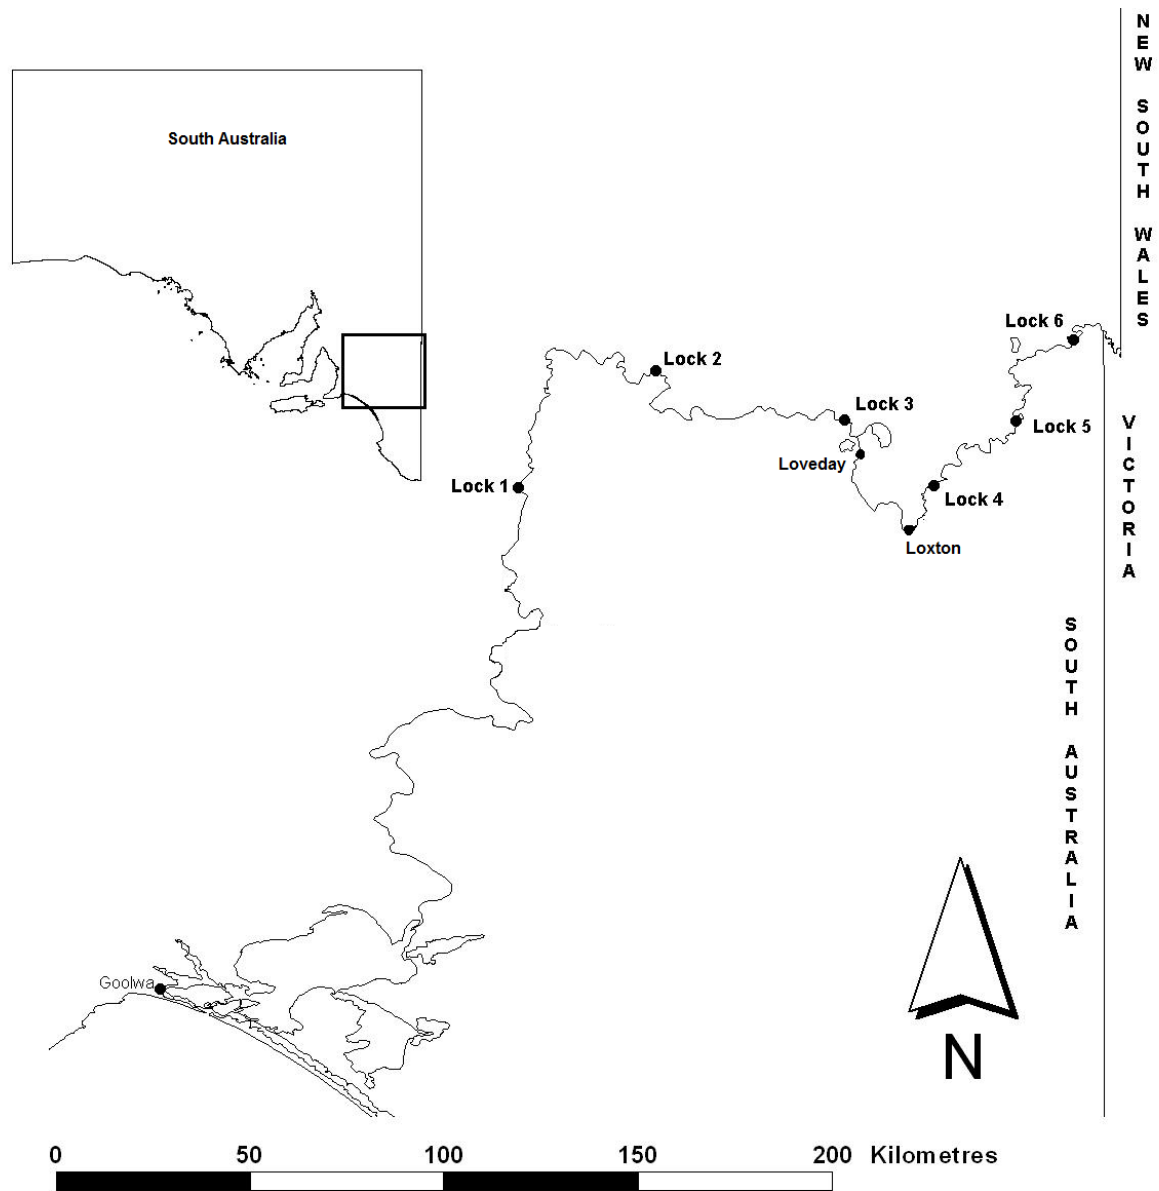 NEW SOUTH WALES
South Australia
Lock 6
Lock 2
Lock 3
Lock 5
VICTORIA
Loveday
Lock 1
Lock 4
Loxton
SOUTH AUSTRALIA
Goolwa
N
0 50 100 150 200 Kilometres